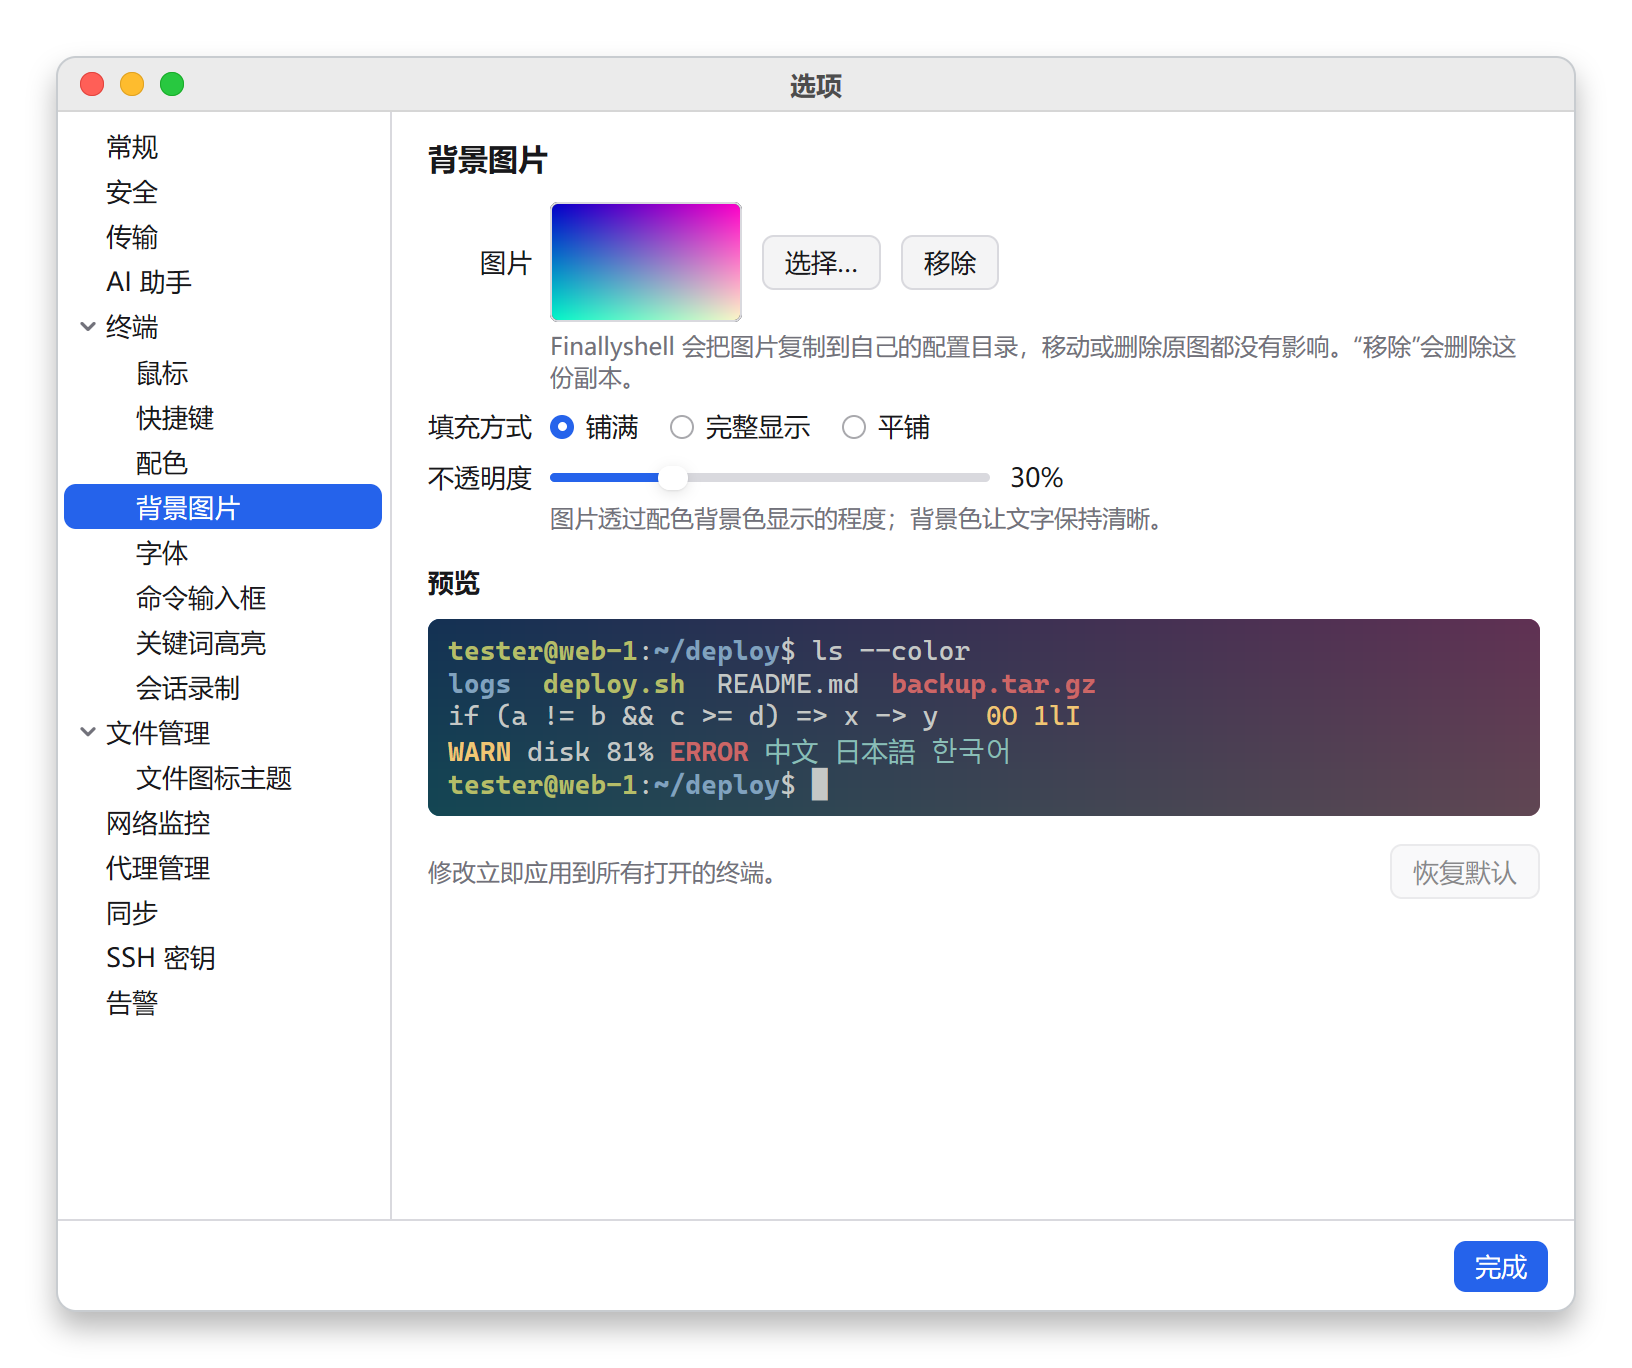 选项
常规
安全
传输
AI 助手
终端
鼠标
快捷键
配色
背景图片
字体
命令输入框
关键词高亮
会话录制
文件管理
文件图标主题
网络监控
代理管理
同步
SSH 密钥
告警
背景图片
图片
选择...
移除
Finallyshell 会把图片复制到自己的配置目录，移动或删除原图都没有影响。“移除”会删除这
份副本。
填充方式 铺满 完整显示 平铺
不透明度 30%
图片透过配色背景色显示的程度；背景色让文字保持清晰。
预览
tester@web-1:~/deploy$ ls --color
logs  deploy.sh  README.md  backup.tar.gz
if (a != b && c >= d) => x -> y   0O 1lI
WARN disk 81% ERROR 中文 日本語 한국어
tester@web-1:~/deploy$
修改立即应用到所有打开的终端。
恢复默认
完成